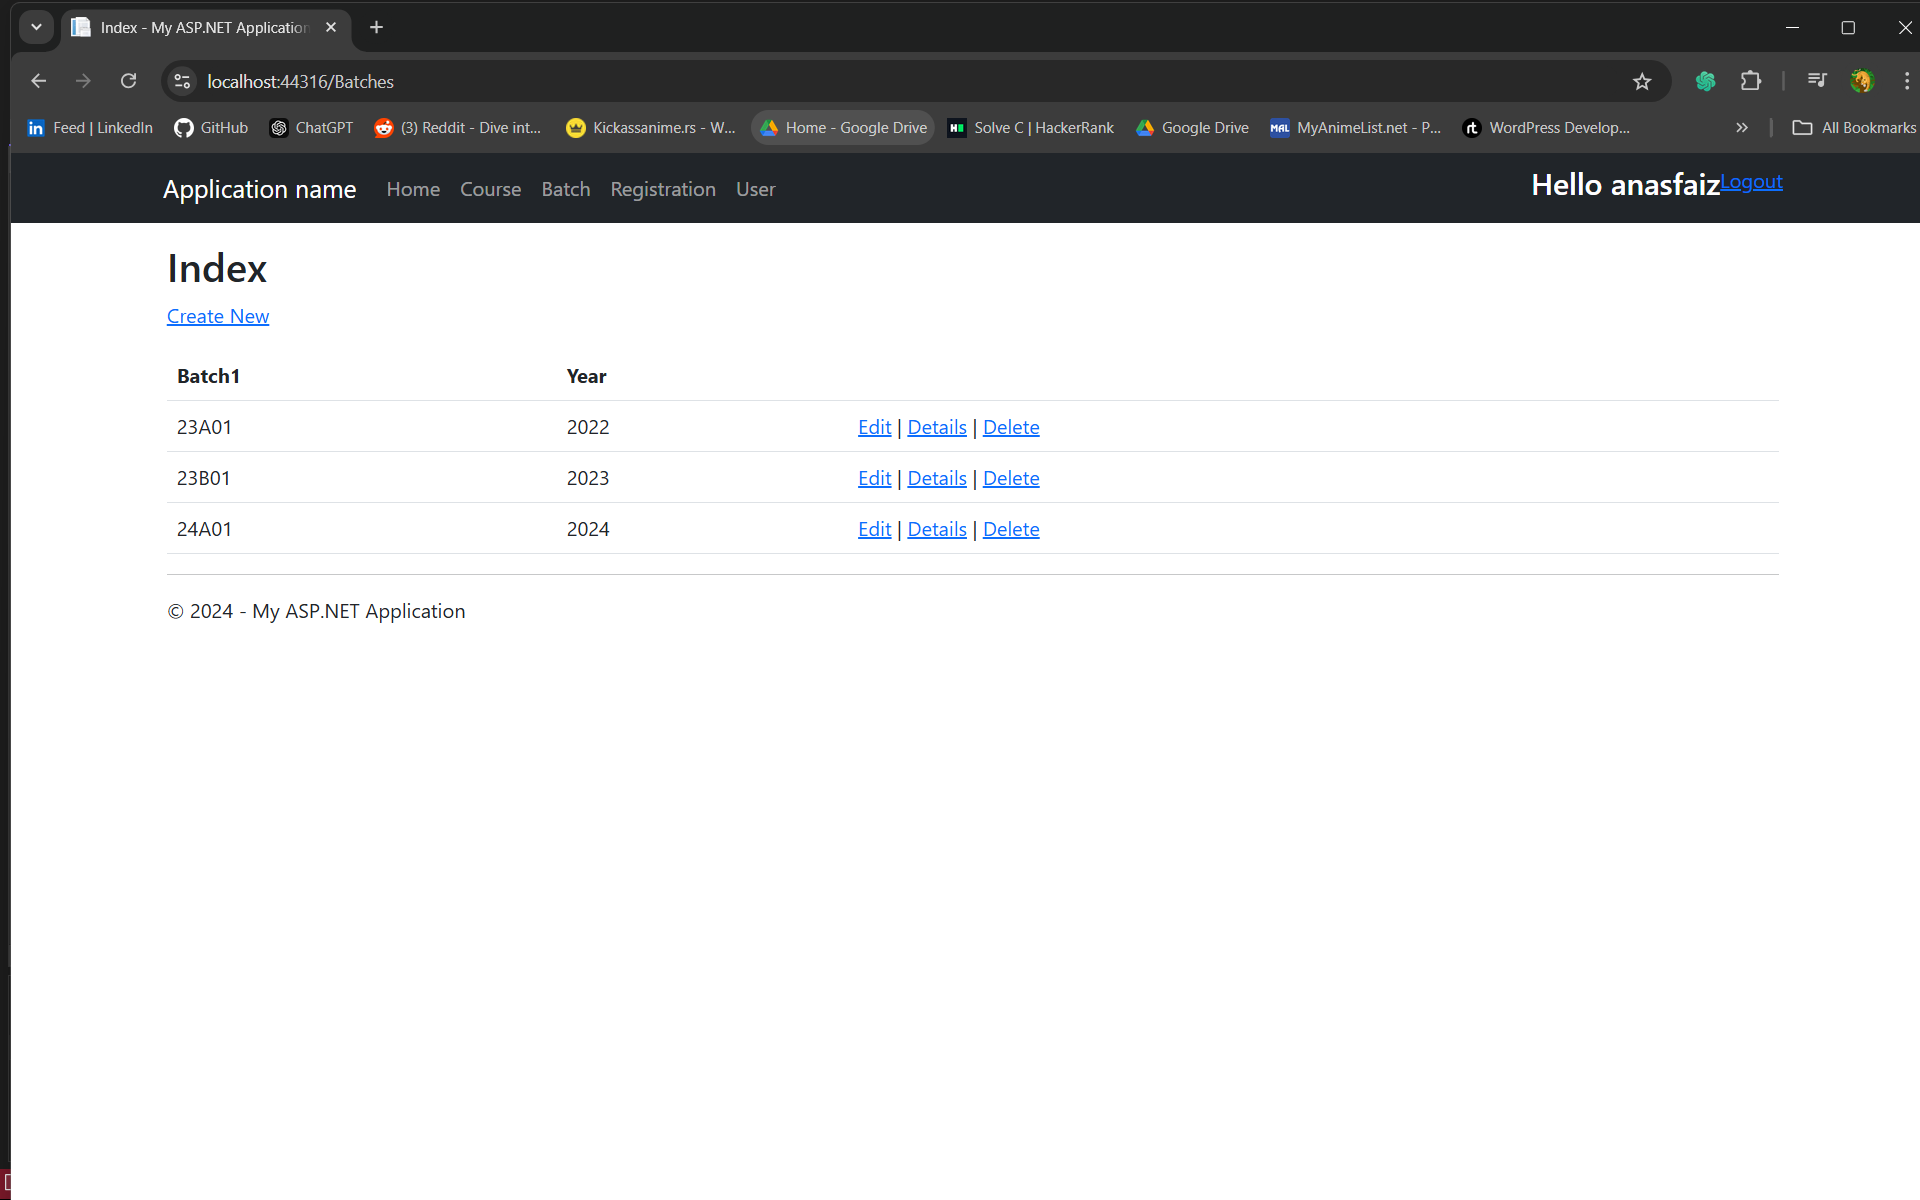 Index - My ASP.NET Application
localhost:44316/Batches
Feed | LinkedIn GitHub ChatGPT (3) Reddit - Dive int... Kickassanime.rs - W... Home - Google Drive Solve C | HackerRank Google Drive MyAnimeList.net - P... WordPress Develop... » All Bookmarks
Application name Home Course Batch Registration User Hello anasfaiz Logout
Index
Create New
Batch1 Year
23A01 2022 Edit | Details | Delete
23B01 2023 Edit | Details | Delete
24A01 2024 Edit | Details | Delete
© 2024 - My ASP.NET Application